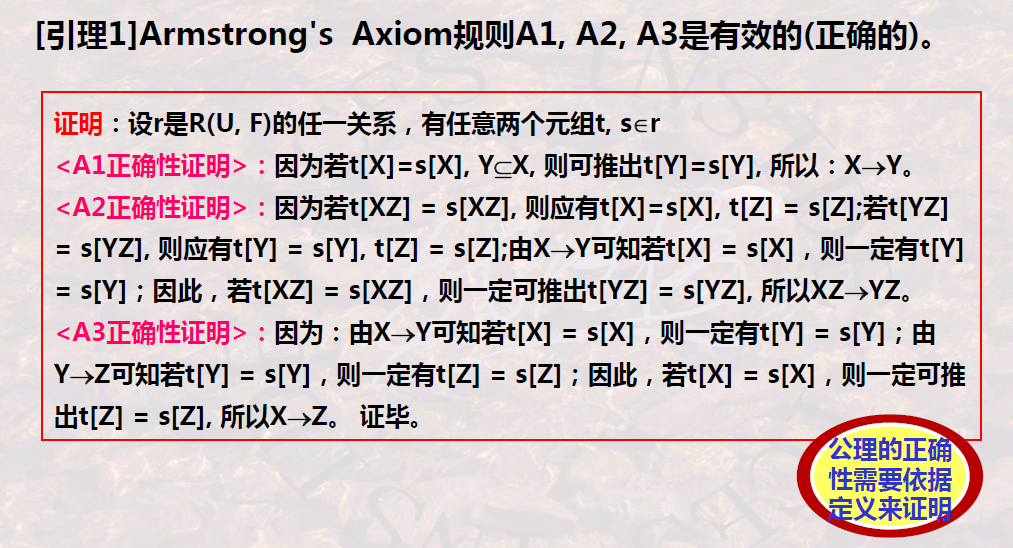 [引理1]Armstrong's Axiom规则A1, A2, A3是有效的(正确的)。
证明：设r是R(U, F)的任一关系，有任意两个元组t, s∈r
<A1正确性证明>：因为若t[X]=s[X], Y⊆X, 则可推出t[Y]=s[Y], 所以：X→Y。
<A2正确性证明>：因为若t[XZ] = s[XZ], 则应有t[X]=s[X], t[Z] = s[Z];若t[YZ]
= s[YZ], 则应有t[Y] = s[Y], t[Z] = s[Z];由X→Y可知若t[X] = s[X]，则一定有t[Y]
= s[Y]；因此，若t[XZ] = s[XZ]，则一定可推出t[YZ] = s[YZ], 所以XZ→YZ。
<A3正确性证明>：因为：由X→Y可知若t[X] = s[X]，则一定有t[Y] = s[Y]；由
Y→Z可知若t[Y] = s[Y]，则一定有t[Z] = s[Z]；因此，若t[X] = s[X]，则一定可推
出t[Z] = s[Z], 所以X→Z。 证毕。
公理的正确
性需要依据
定义来证明